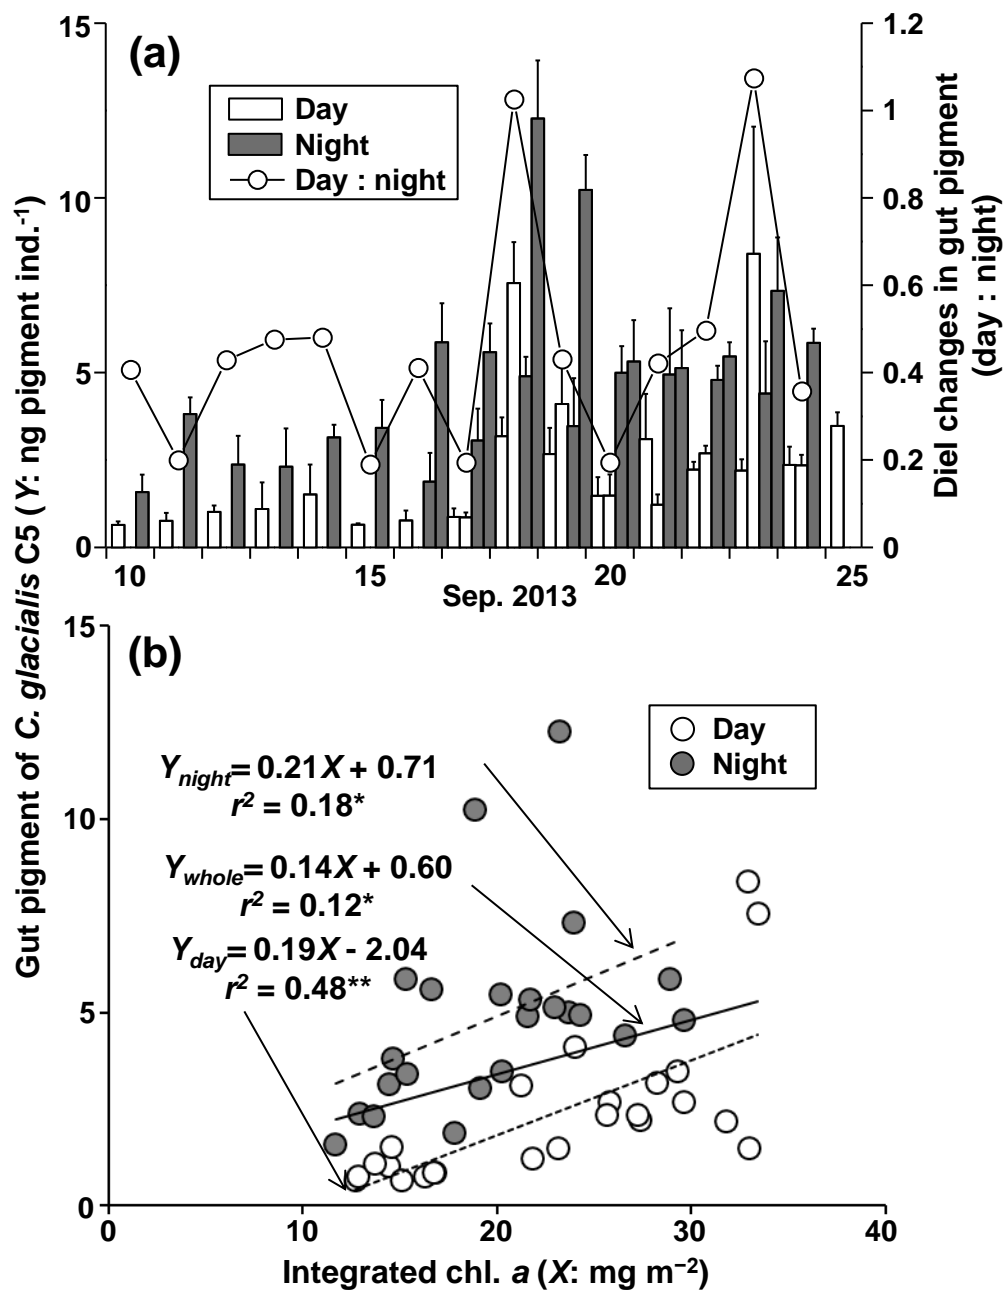 (a)
Day
Night
Day : night
15
10
5
0
1.2
1
0.8
0.6
0.4
0.2
0
10
15
20
25
Sep. 2013
Diel changes in gut pigment
(day : night)
Gut pigment of C. glacialis C5 (Y: ng pigment ind.-1)
(b)
Day
Night
15
10
5
0
Ynight= 0.21X + 0.71
r2 = 0.18*
Ywhole= 0.14X + 0.60
r2 = 0.12*
Yday= 0.19X - 2.04
r2 = 0.48**
0
10
20
30
40
Integrated chl. a (X: mg m−2)